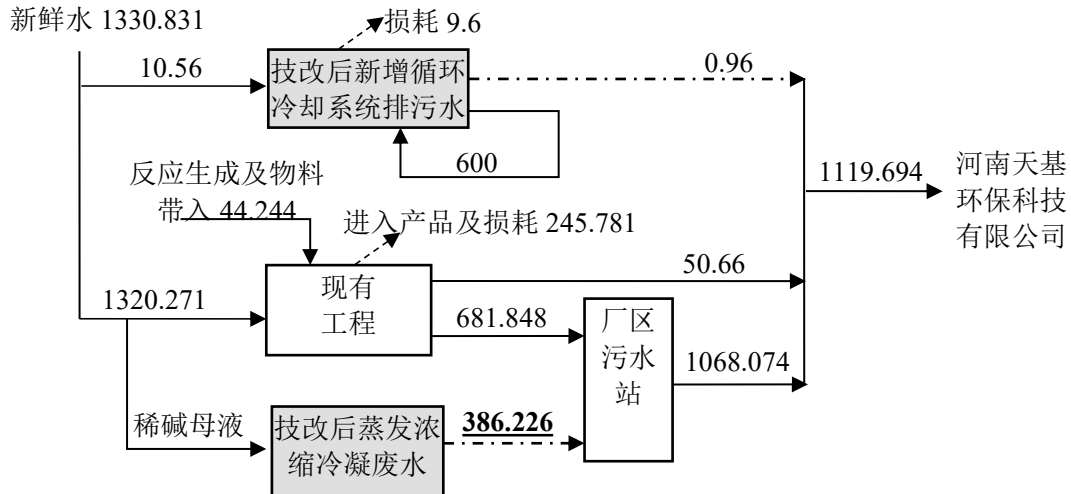 新鲜水 1330.831
损耗 9.6
10.56
技改后新增循环
冷却系统排污水
0.96
600
反应生成及物料
带入 44.244
进入产品及损耗 245.781
1119.694
河南天基
环保科技
有限公司
1320.271
现有
工程
50.66
681.848
厂区
污水
站
1068.074
稀碱母液
技改后蒸发浓
缩冷凝废水
386.226